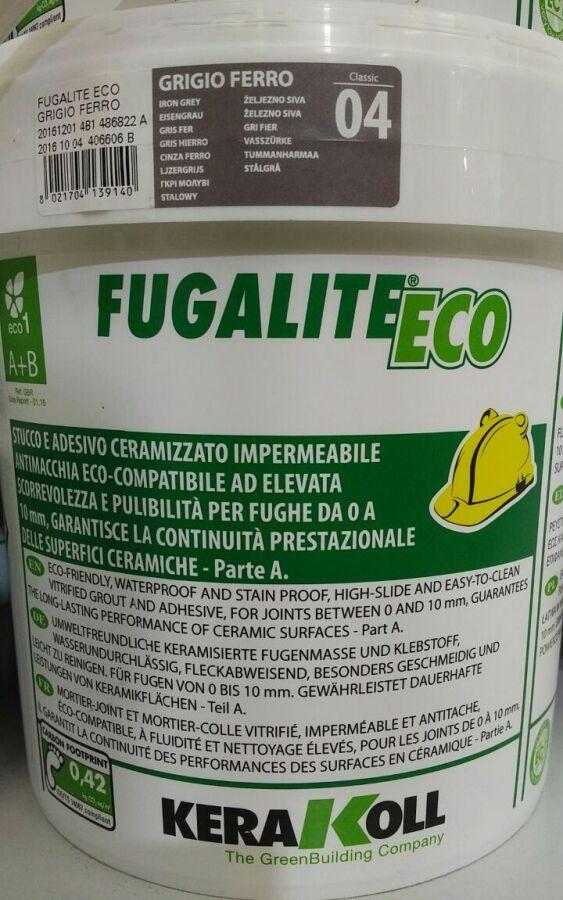 FUGALITE ECO
GRIGIO FERRO
20161201 4B1 486822 A
2016 10 04 406606 B
8 021704 139140
GRIGIO FERRO
IRON GREY
EISENGRAU
GRIS FER
GRIS HIERRO
CINZA FERRO
IJZERGRIJS
ΓΚΡΙ ΜΟΛΥΒΙ
STALOWY
ŽELJEZNO SIVA
ŽELEZNO SIVA
GRI FIER
VASSZÜRKE
TUMMANHARMAA
STÅLGRÅ
Classic
04
eco 1
A+B
FUGALITE® ECO
STUCCO E ADESIVO CERAMIZZATO IMPERMEABILE
ANTIMACCHIA ECO-COMPATIBILE AD ELEVATA
SCORREVOLEZZA E PULIBILITÀ PER FUGHE DA 0 A
10 mm, GARANTISCE LA CONTINUITÀ PRESTAZIONALE
DELLE SUPERFICI CERAMICHE - Parte A.
EN ECO-FRIENDLY, WATERPROOF AND STAIN PROOF, HIGH-SLIDE AND EASY-TO-CLEAN
VITRIFIED GROUT AND ADHESIVE, FOR JOINTS BETWEEN 0 AND 10 mm, GUARANTEES
THE LONG-LASTING PERFORMANCE OF CERAMIC SURFACES - Part A.
DE UMWELTFREUNDLICHE KERAMISIERTE FUGENMASSE UND KLEBSTOFF,
WASSERUNDURCHLÄSSIG, FLECKABWEISEND, BESONDERS GESCHMEIDIG UND
LEICHT ZU REINIGEN. FÜR FUGEN VON 0 BIS 10 mm. GEWÄHRLEISTET DAUERHAFTE
LEISTUNGEN VON KERAMIKFLÄCHEN - Teil A.
FR MORTIER-JOINT ET MORTIER-COLLE VITRIFIÉ, IMPERMÉABLE ET ANTITACHE,
ÉCO-COMPATIBLE, À FLUIDITÉ ET NETTOYAGE ÉLEVÉS, POUR LES JOINTS DE 0 À 10 mm,
IL GARANTIT LA CONTINUITÉ DES PERFORMANCES DES SURFACES EN CÉRAMIQUE - Partie A.
CARBON FOOTPRINT
0,42
KERAKOLL
The GreenBuilding Company